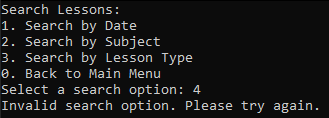 Search Lessons:
1. Search by Date
2. Search by Subject
3. Search by Lesson Type
0. Back to Main Menu
Select a search option: 4
Invalid search option. Please try again.